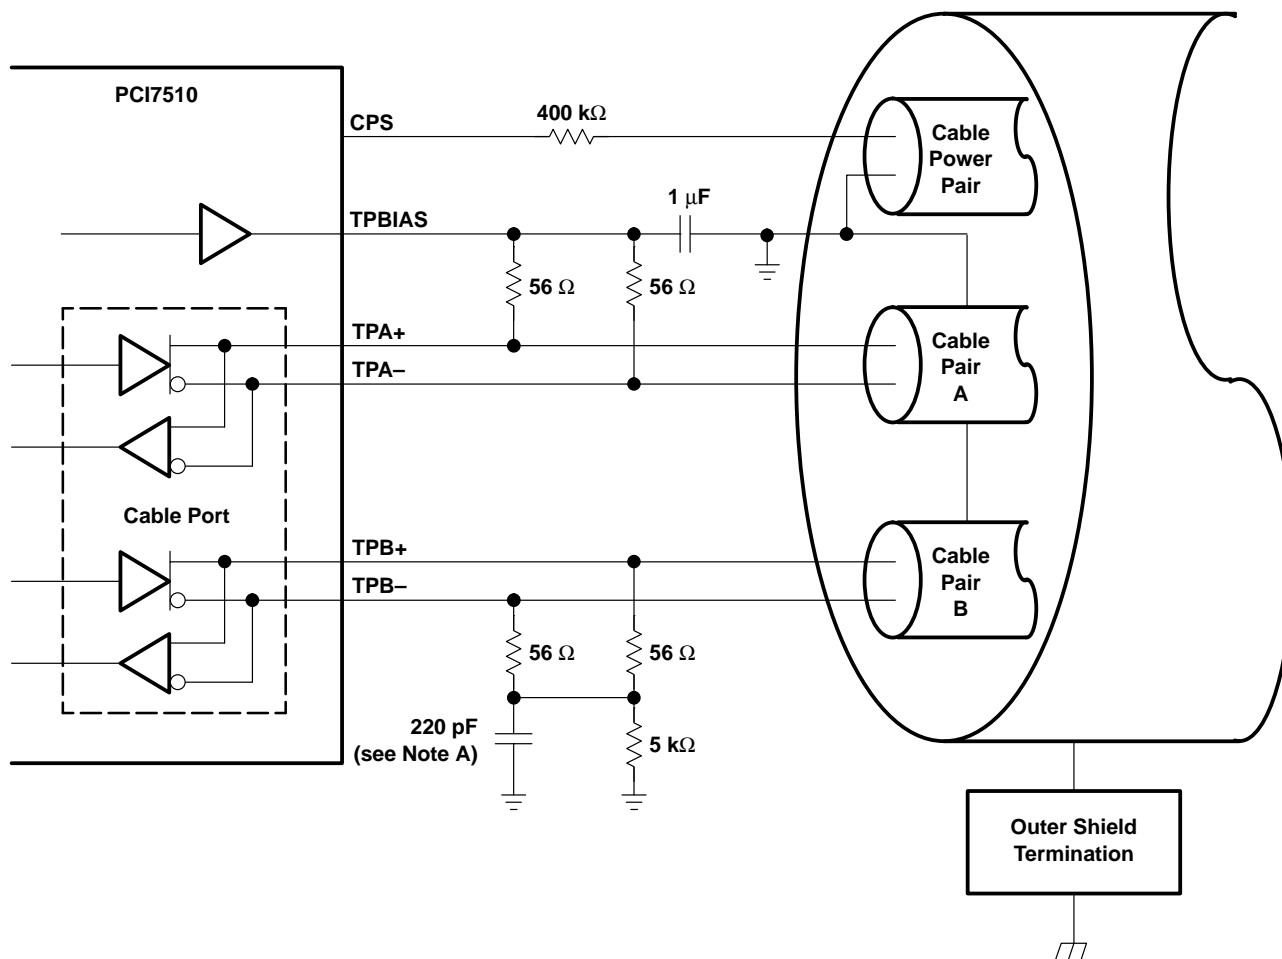 PCI7510
CPS
400 kΩ
Cable
Power
Pair
1 μF
TPBIAS
56 Ω
56 Ω
TPA+
TPA–
Cable
Pair
A
Cable Port
TPB+
TPB–
Cable
Pair
B
56 Ω
56 Ω
220 pF
(see Note A)
5 kΩ
Outer Shield
Termination